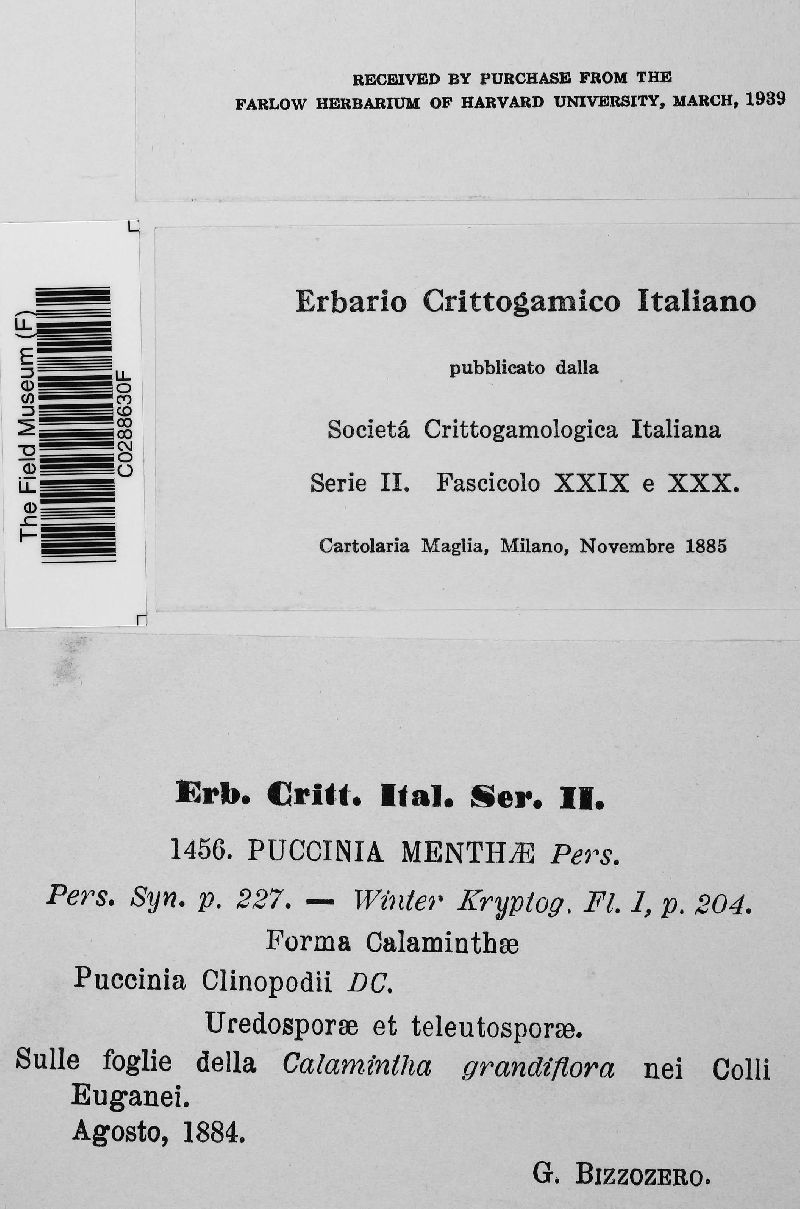 RECEIVED BY PURCHASE FROM THE
FARLOW HERBARIUM OF HARVARD UNIVERSITY, MARCH, 1939
The Field Museum (F)
C0288630F
Erbario Crittogamico Italiano
pubblicato dalla
Societá Crittogamologica Italiana
Serie II. Fascicolo XXIX e XXX.
Cartolaria Maglia, Milano, Novembre 1885
Erb. Critt. Ital. Ser. II.
1456. PUCCINIA MENTHÆ Pers.
Pers. Syn. p. 227. — Winter Kryptog. Fl. I, p. 204.
Forma Calaminthæ
Puccinia Clinopodii DC.
Uredosporæ et teleutosporæ.
Sulle foglie della Calamintha grandiflora nei Colli
Euganei.
Agosto, 1884.
G. BIZZOZERO.